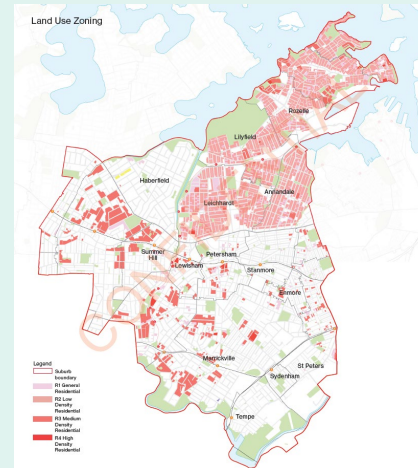 Land Use Zoning
Rozelle
Lilyfield
Haberfield
Annandale
Leichhardt
Summer
Hill
Petersham
Lewisham
Stanmore
Enmore
Marrickville
St Peters
Sydenham
Tempe
Legend
Suburb
boundary
R1 General
Residential
R2 Low
Density
Residential
R3 Medium
Density
Residential
R4 High
Density
Residential